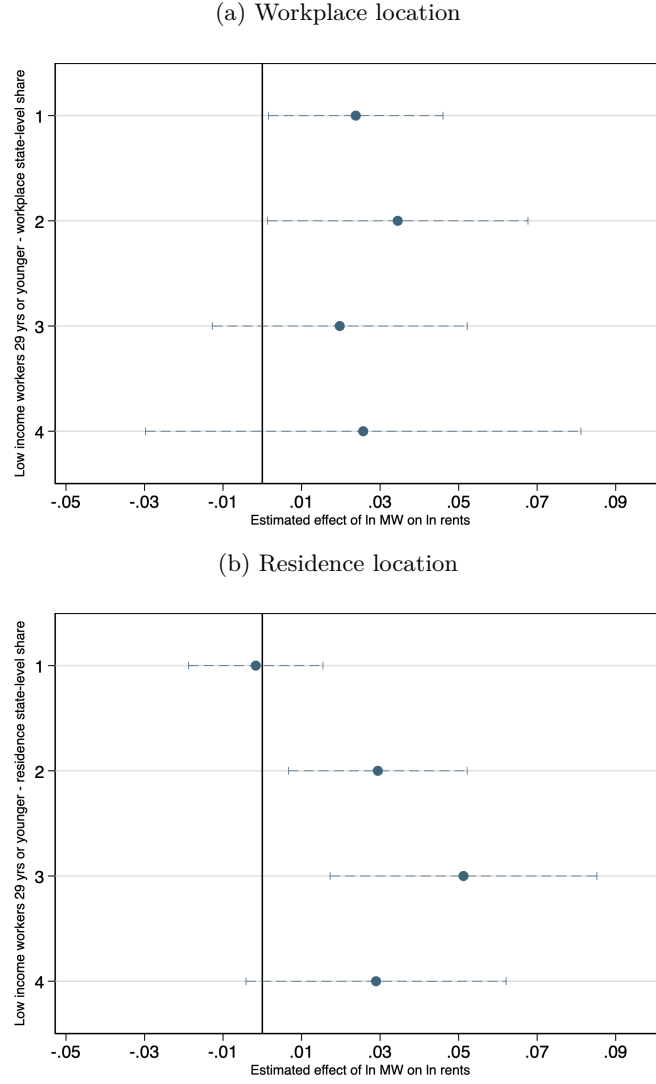 (a) Workplace location
Low income workers 29 yrs or younger - workplace state-level share
1
2
3
4
-.05 -.03 -.01 .01 .03 .05 .07 .09
Estimated effect of ln MW on ln rents
(b) Residence location
Low income workers 29 yrs or younger - residence state-level share
1
2
3
4
-.05 -.03 -.01 .01 .03 .05 .07 .09
Estimated effect of ln MW on ln rents